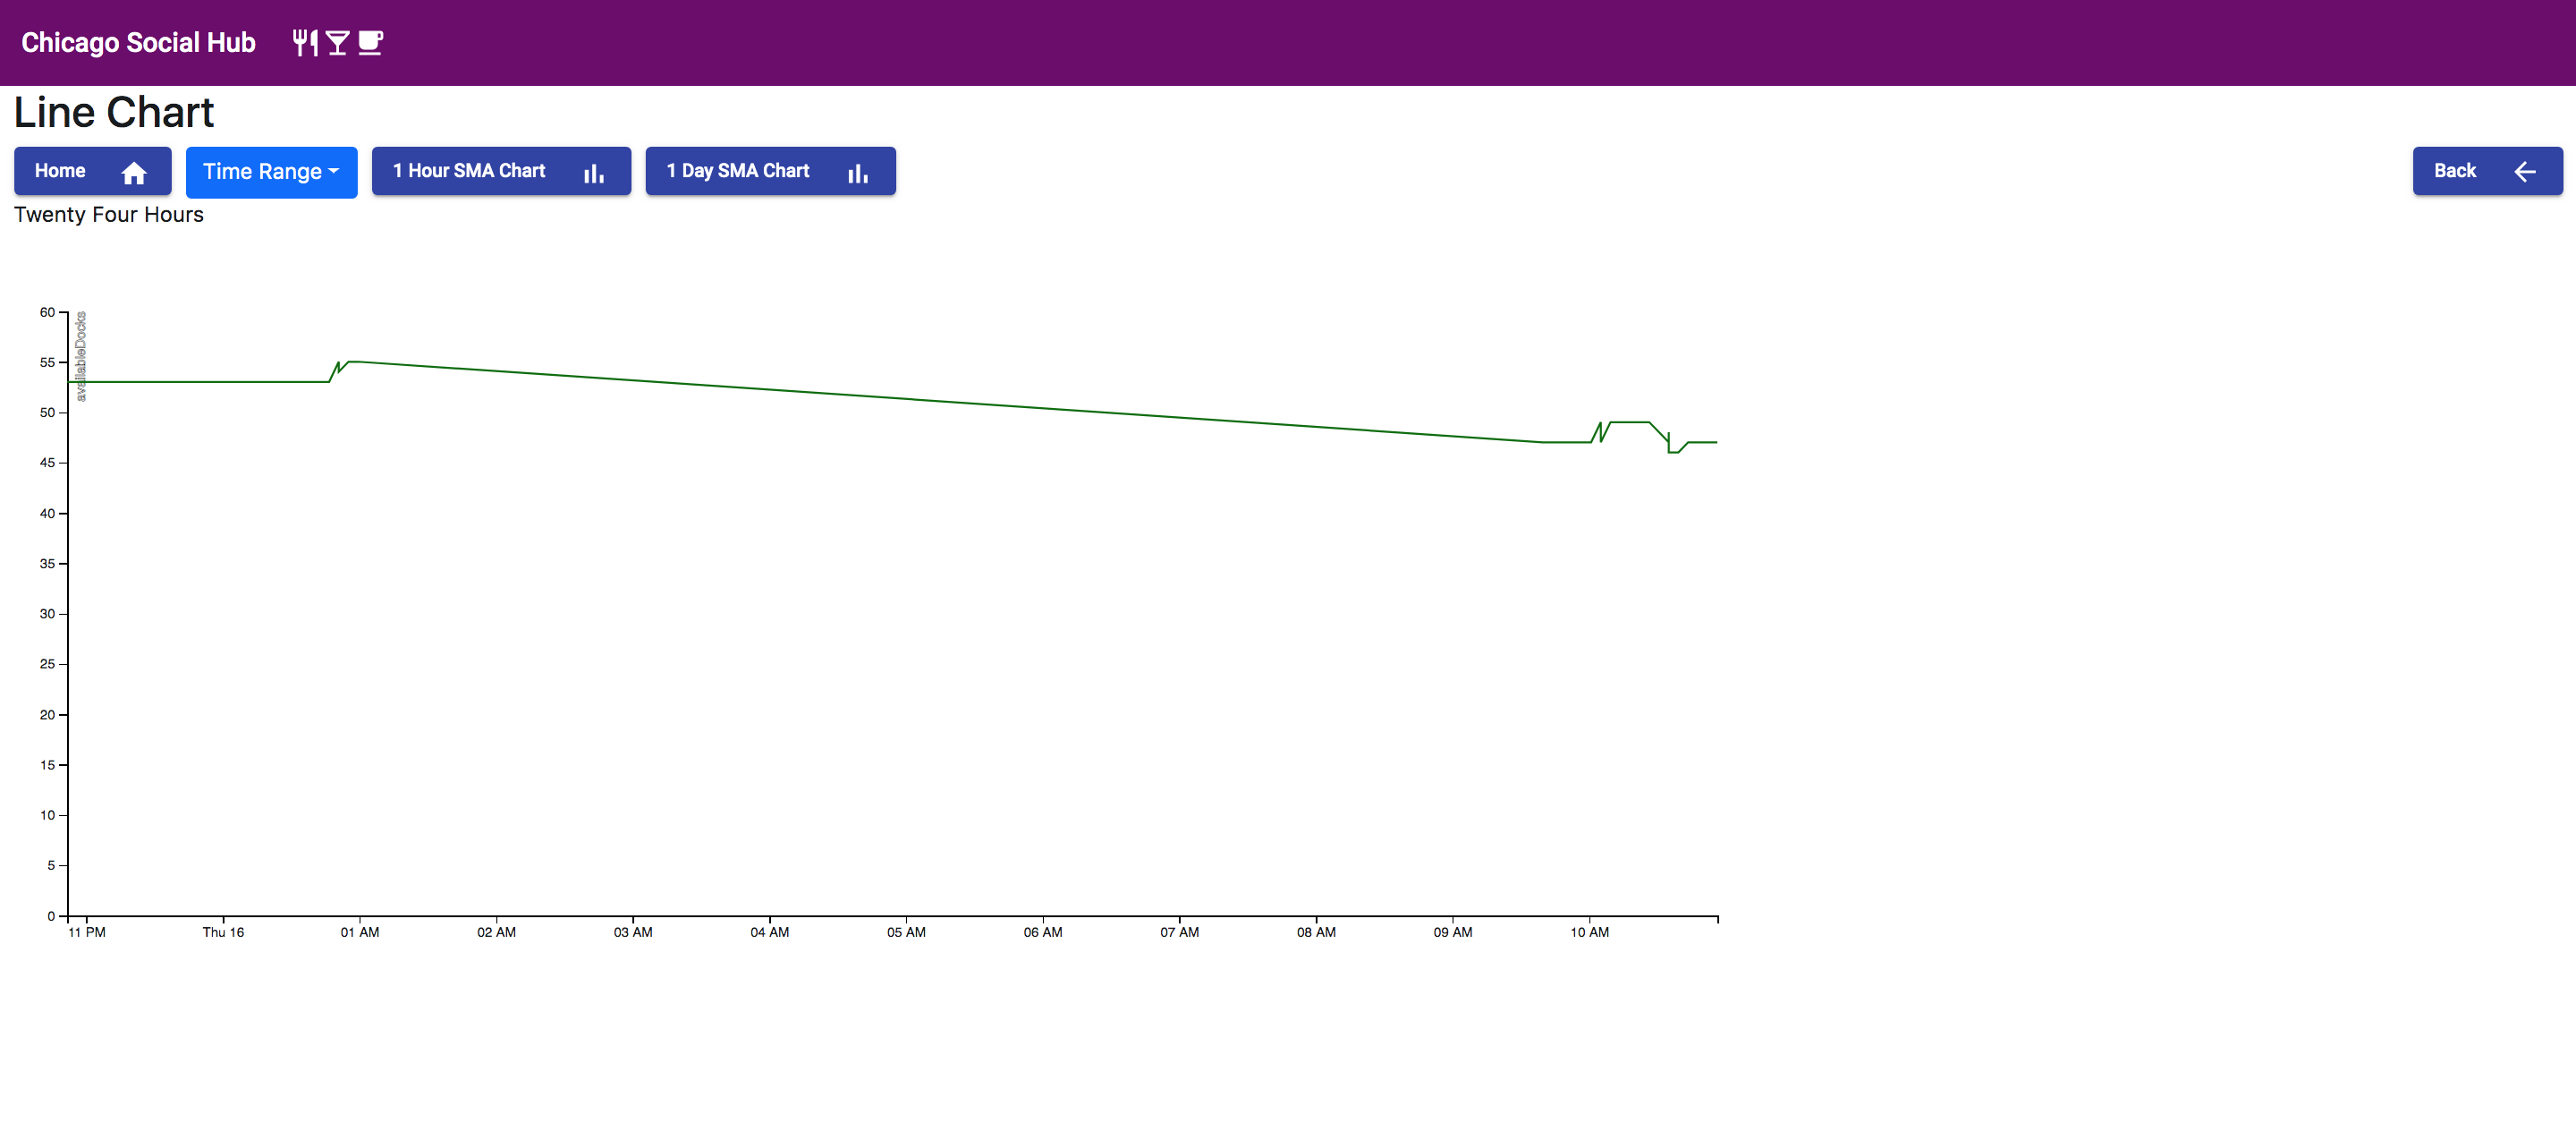 Chicago Social Hub
Line Chart
Home
Time Range
1 Hour SMA Chart
1 Day SMA Chart
Back
Twenty Four Hours
availableDocks
60
55
50
45
40
35
30
25
20
15
10
5
0
11 PM
Thu 16
01 AM
02 AM
03 AM
04 AM
05 AM
06 AM
07 AM
08 AM
09 AM
10 AM